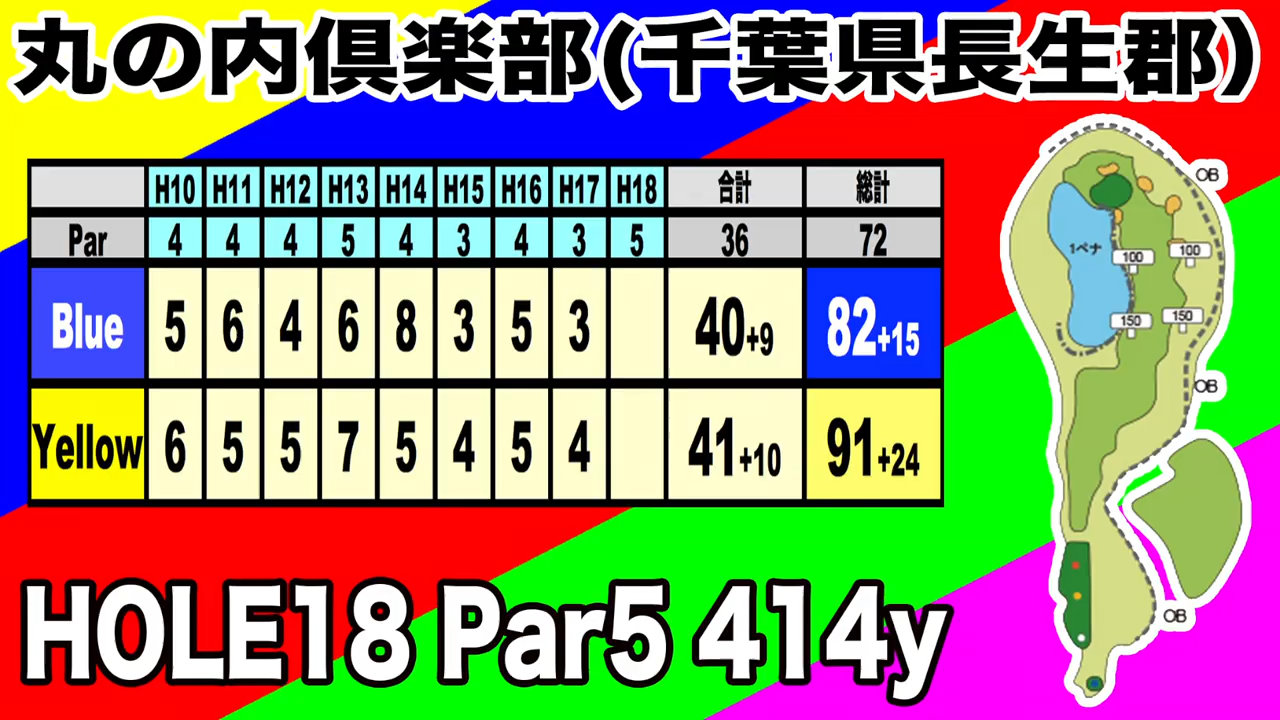 丸の内倶楽部(千葉県長生郡)
H10 H11 H12 H13 H14 H15 H16 H17 H18 合計 総計
Par 4 4 4 5 4 3 4 3 5 36 72
Blue 5 6 4 6 8 3 5 3 40+9 82+15
Yellow 6 5 5 7 5 4 5 4 41+10 91+24
HOLE18 Par5 414y
OB
1ペナ
100 100
150 150
OB
OB